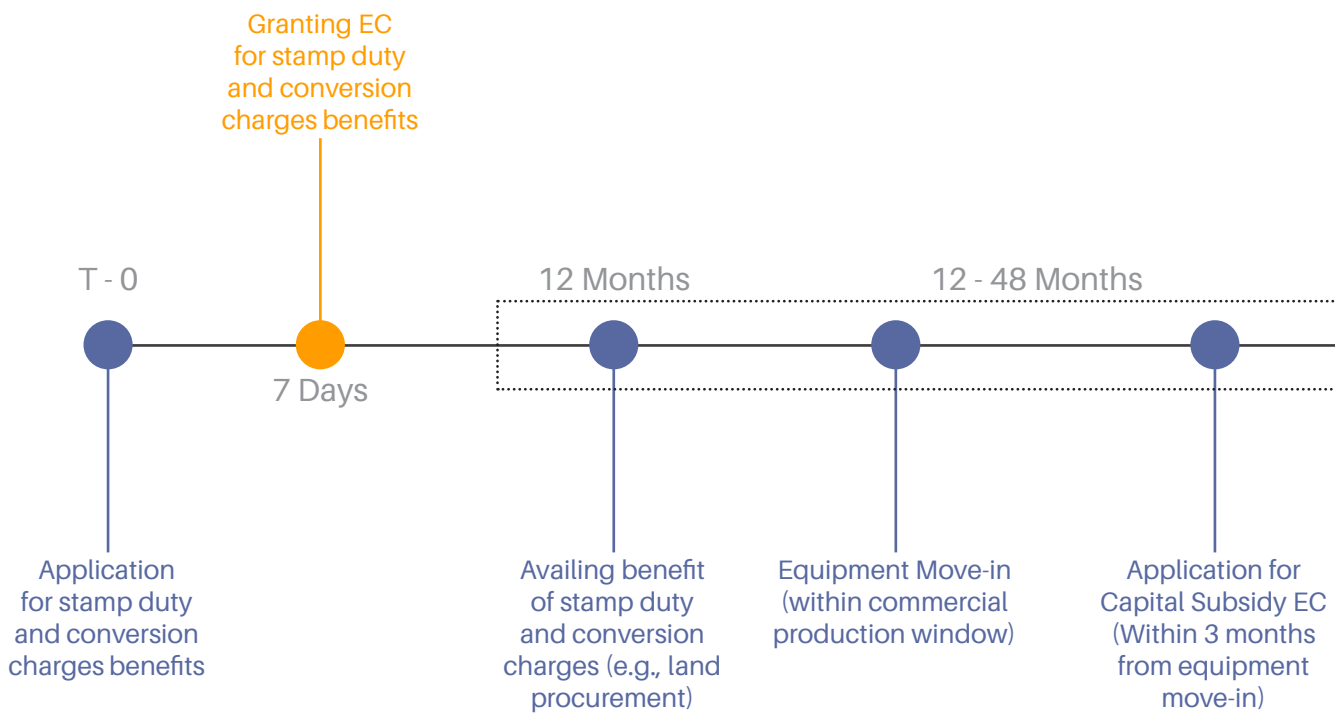 Granting EC
for stamp duty
and conversion
charges benefits
T - 0
12 Months
12 - 48 Months
7 Days
Application
for stamp duty
and conversion
charges benefits
Availing benefit
of stamp duty
and conversion
charges (e.g., land
procurement)
Equipment Move-in
(within commercial
production window)
Application for
Capital Subsidy EC
(Within 3 months
from equipment
move-in)